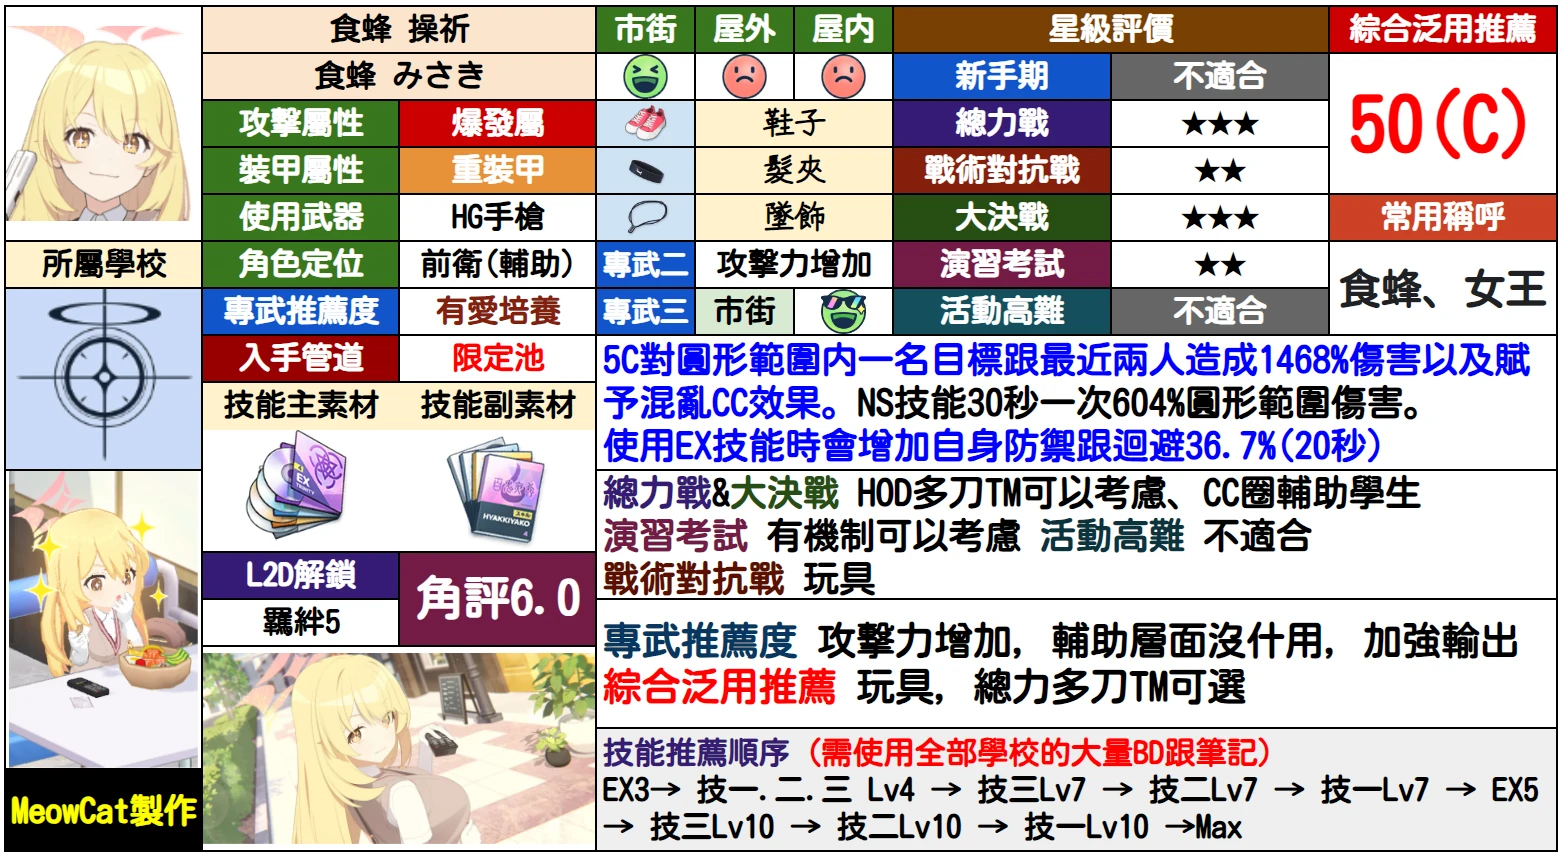 食蜂 操祈
食蜂 みさき
攻擊屬性 爆發屬
裝甲屬性 重裝甲
使用武器 HG手槍
角色定位 前衛(輔助)
專武推薦度 有愛培養
入手管道 限定池
技能主素材 技能副素材
EX
TRINITY
百鬼夜行
スキル
HYAKKIYAKO
L2D解鎖
羈絆5
角評6.0
所屬學校
MeowCat製作
市街 屋外 屋内
鞋子
髮夾
墜飾
專武二 攻擊力增加
專武三 市街
星級評價
新手期 不適合
總力戰 ★★★
戰術對抗戰 ★★
大決戰 ★★★
演習考試 ★★
活動高難 不適合
綜合泛用推薦
50(C)
常用稱呼
食蜂、女王
5C對圓形範圍内一名目標跟最近兩人造成1468%傷害以及賦
予混亂CC效果。NS技能30秒一次604%圓形範圍傷害。
使用EX技能時會增加自身防禦跟迴避36.7%(20秒)
總力戰&大決戰 HOD多刀TM可以考慮、CC圈輔助學生
演習考試 有機制可以考慮 活動高難 不適合
戰術對抗戰 玩具
專武推薦度 攻擊力增加, 輔助層面沒什用, 加強輸出
綜合泛用推薦 玩具, 總力多刀TM可選
技能推薦順序 (需使用全部學校的大量BD跟筆記)
EX3→ 技一.二.三 Lv4 → 技三Lv7 → 技二Lv7 → 技一Lv7 → EX5
→ 技三Lv10 → 技二Lv10 → 技一Lv10 →Max